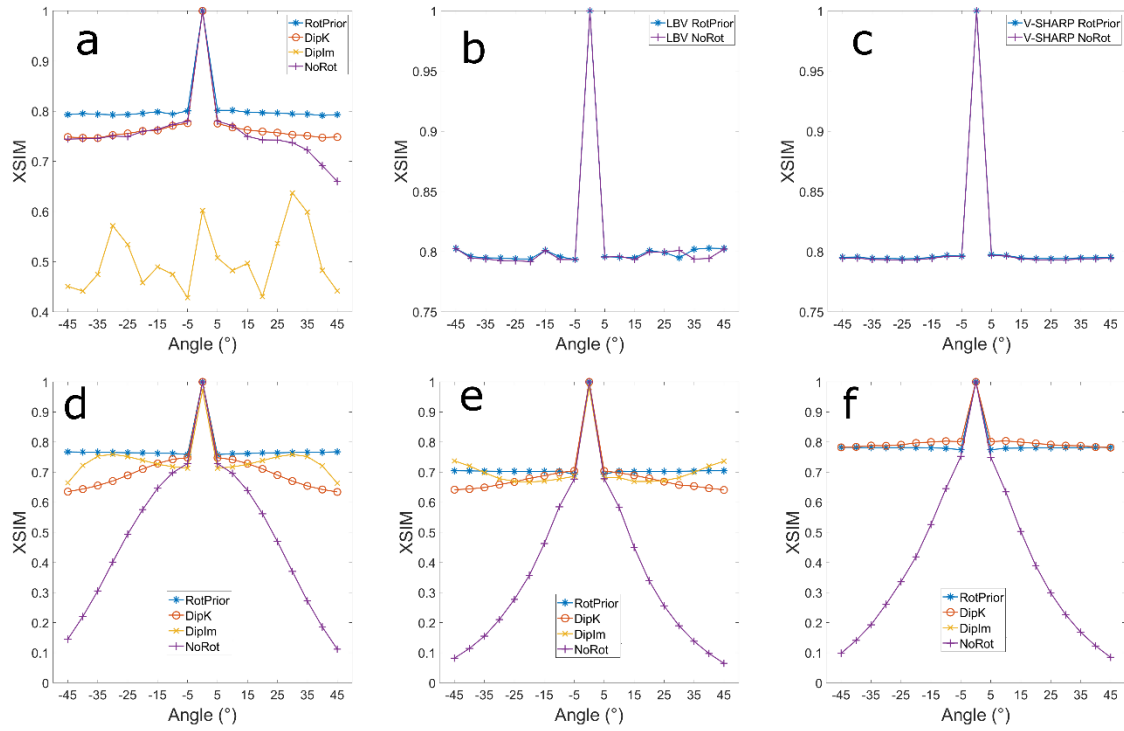 a
XSIM
1
0.9
0.8
0.7
0.6
0.5
0.4
-45 -35 -25 -15 -5 5 15 25 35 45
Angle (°)
RotPrior
DipK
DipIm
NoRot
b
XSIM
1
0.95
0.9
0.85
0.8
0.75
-45 -35 -25 -15 -5 5 15 25 35 45
Angle (°)
LBV RotPrior
LBV NoRot
c
XSIM
1
0.95
0.9
0.85
0.8
0.75
-45 -35 -25 -15 -5 5 15 25 35 45
Angle (°)
V-SHARP RotPrior
V-SHARP NoRot
d
XSIM
1
0.9
0.8
0.7
0.6
0.5
0.4
0.3
0.2
0.1
0
-45 -35 -25 -15 -5 5 15 25 35 45
Angle (°)
RotPrior
DipK
DipIm
NoRot
e
XSIM
1
0.9
0.8
0.7
0.6
0.5
0.4
0.3
0.2
0.1
0
-45 -35 -25 -15 -5 5 15 25 35 45
Angle (°)
RotPrior
DipK
DipIm
NoRot
f
XSIM
1
0.9
0.8
0.7
0.6
0.5
0.4
0.3
0.2
0.1
0
-45 -35 -25 -15 -5 5 15 25 35 45
Angle (°)
RotPrior
DipK
DipIm
NoRot